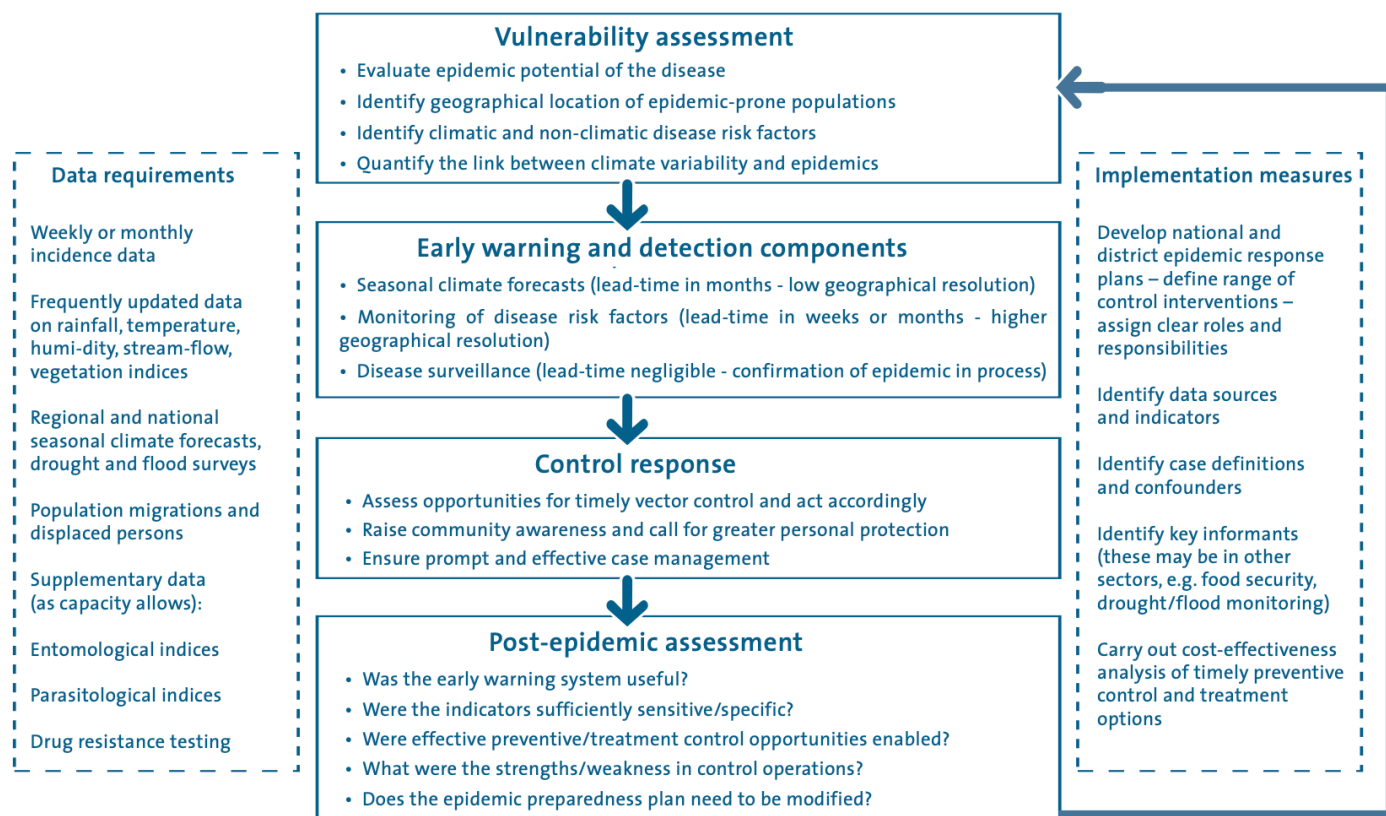 Vulnerability assessment
• Evaluate epidemic potential of the disease
• Identify geographical location of epidemic-prone populations
• Identify climatic and non-climatic disease risk factors
• Quantify the link between climate variability and epidemics
Data requirements
Weekly or monthly
incidence data
Frequently updated data
on rainfall, temperature,
humi-dity, stream-flow,
vegetation indices
Regional and national
seasonal climate forecasts,
drought and flood surveys
Population migrations and
displaced persons
Supplementary data
(as capacity allows):
Entomological indices
Parasitological indices
Drug resistance testing
Early warning and detection components
• Seasonal climate forecasts (lead-time in months - low geographical resolution)
• Monitoring of disease risk factors (lead-time in weeks or months - higher
geographical resolution)
• Disease surveillance (lead-time negligible - confirmation of epidemic in process)
Control response
• Assess opportunities for timely vector control and act accordingly
• Raise community awareness and call for greater personal protection
• Ensure prompt and effective case management
Post-epidemic assessment
• Was the early warning system useful?
• Were the indicators sufficiently sensitive/specific?
• Were effective preventive/treatment control opportunities enabled?
• What were the strengths/weakness in control operations?
• Does the epidemic preparedness plan need to be modified?
Implementation measures
Develop national and
district epidemic response
plans – define range of
control interventions –
assign clear roles and
responsibilities
Identify data sources
and indicators
Identify case definitions
and confounders
Identify key informants
(these may be in other
sectors, e.g. food security,
drought/flood monitoring)
Carry out cost-effectiveness
analysis of timely preventive
control and treatment
options